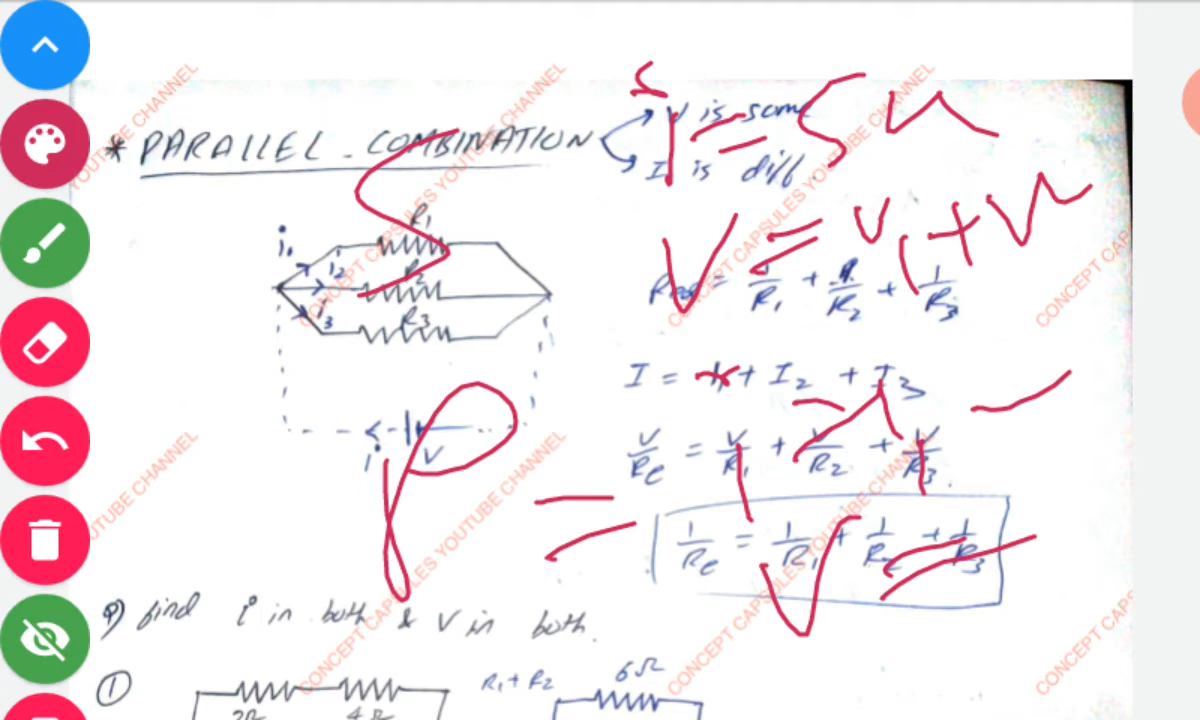 * PARALLEL COMBINATION
V is same
I is diff.
R1
i1
i2
R2
i3
R3
V = V1 +
= 1/R1 + 1/R2 + 1/R3
I = I1 + I2 + I3
V/Re = V/R1 + V/R2 + V/R3
1/Re = 1/R1 + 1/R2 + 1/R3
i
V
Q) find i in both & V in both.
①
2Ω
4Ω
R1 + R2
6Ω
CONCEPT CAPSULES YOUTUBE CHANNEL